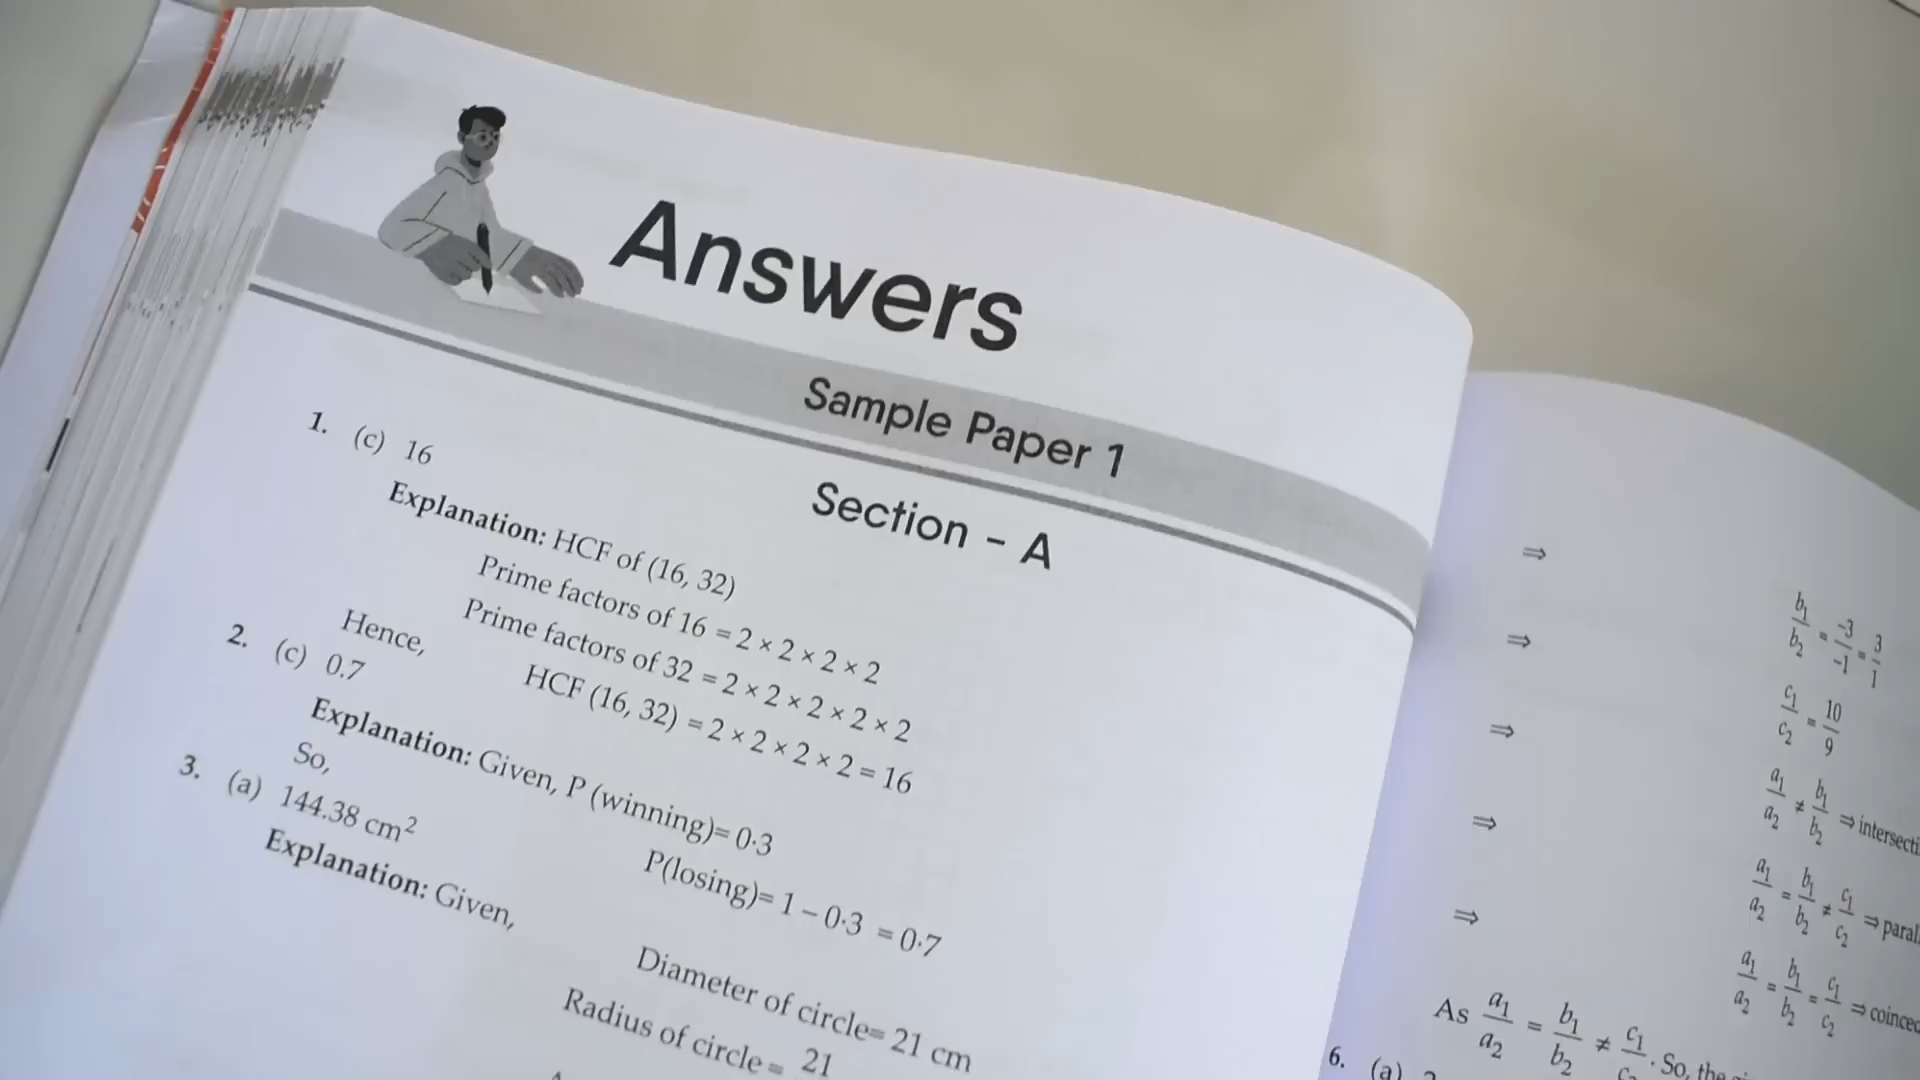 Answers
Sample Paper 1
Section - A
1. (c) 16
Explanation: HCF of (16, 32)
Prime factors of 16 = 2 × 2 × 2 × 2
Prime factors of 32 = 2 × 2 × 2 × 2 × 2
Hence, HCF (16, 32) = 2 × 2 × 2 × 2 = 16
2. (c) 0.7
Explanation: Given, P (winning)= 0·3
So, P(losing)= 1 – 0·3 = 0·7
3. (a) 144.38 cm²
Explanation: Given,
Diameter of circle= 21 cm
Radius of circle = 21
⇒ b₁/b₂ = –3/–1 = 3/1
⇒ c₁/c₂ = 10/9
⇒ a₁/a₂ ≠ b₁/b₂ ⇒ intersecti
⇒ a₁/a₂ = b₁/b₂ ≠ c₁/c₂ ⇒ paral
⇒ a₁/a₂ = b₁/b₂ = c₁/c₂ ⇒ coinced
As a₁/a₂ = b₁/b₂ ≠ c₁/c₂. So, the
6. (a)